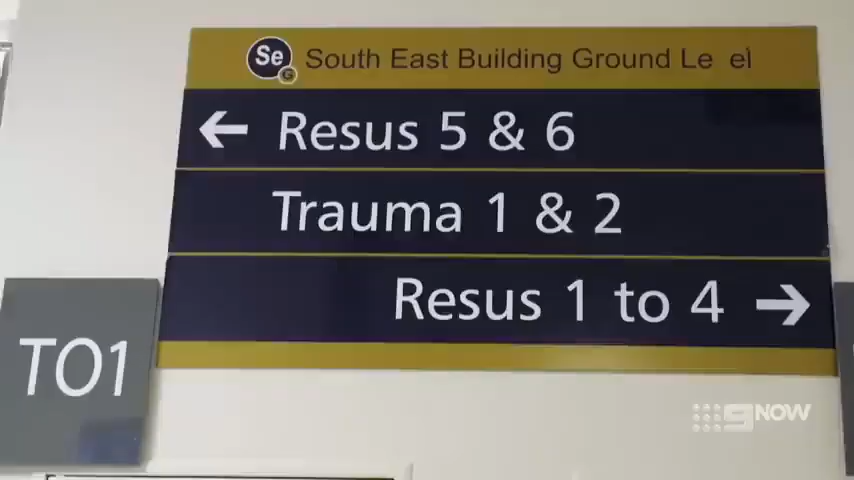 Se G South East Building Ground Le el
← Resus 5 & 6
Trauma 1 & 2
Resus 1 to 4 →
TO1
9NOW